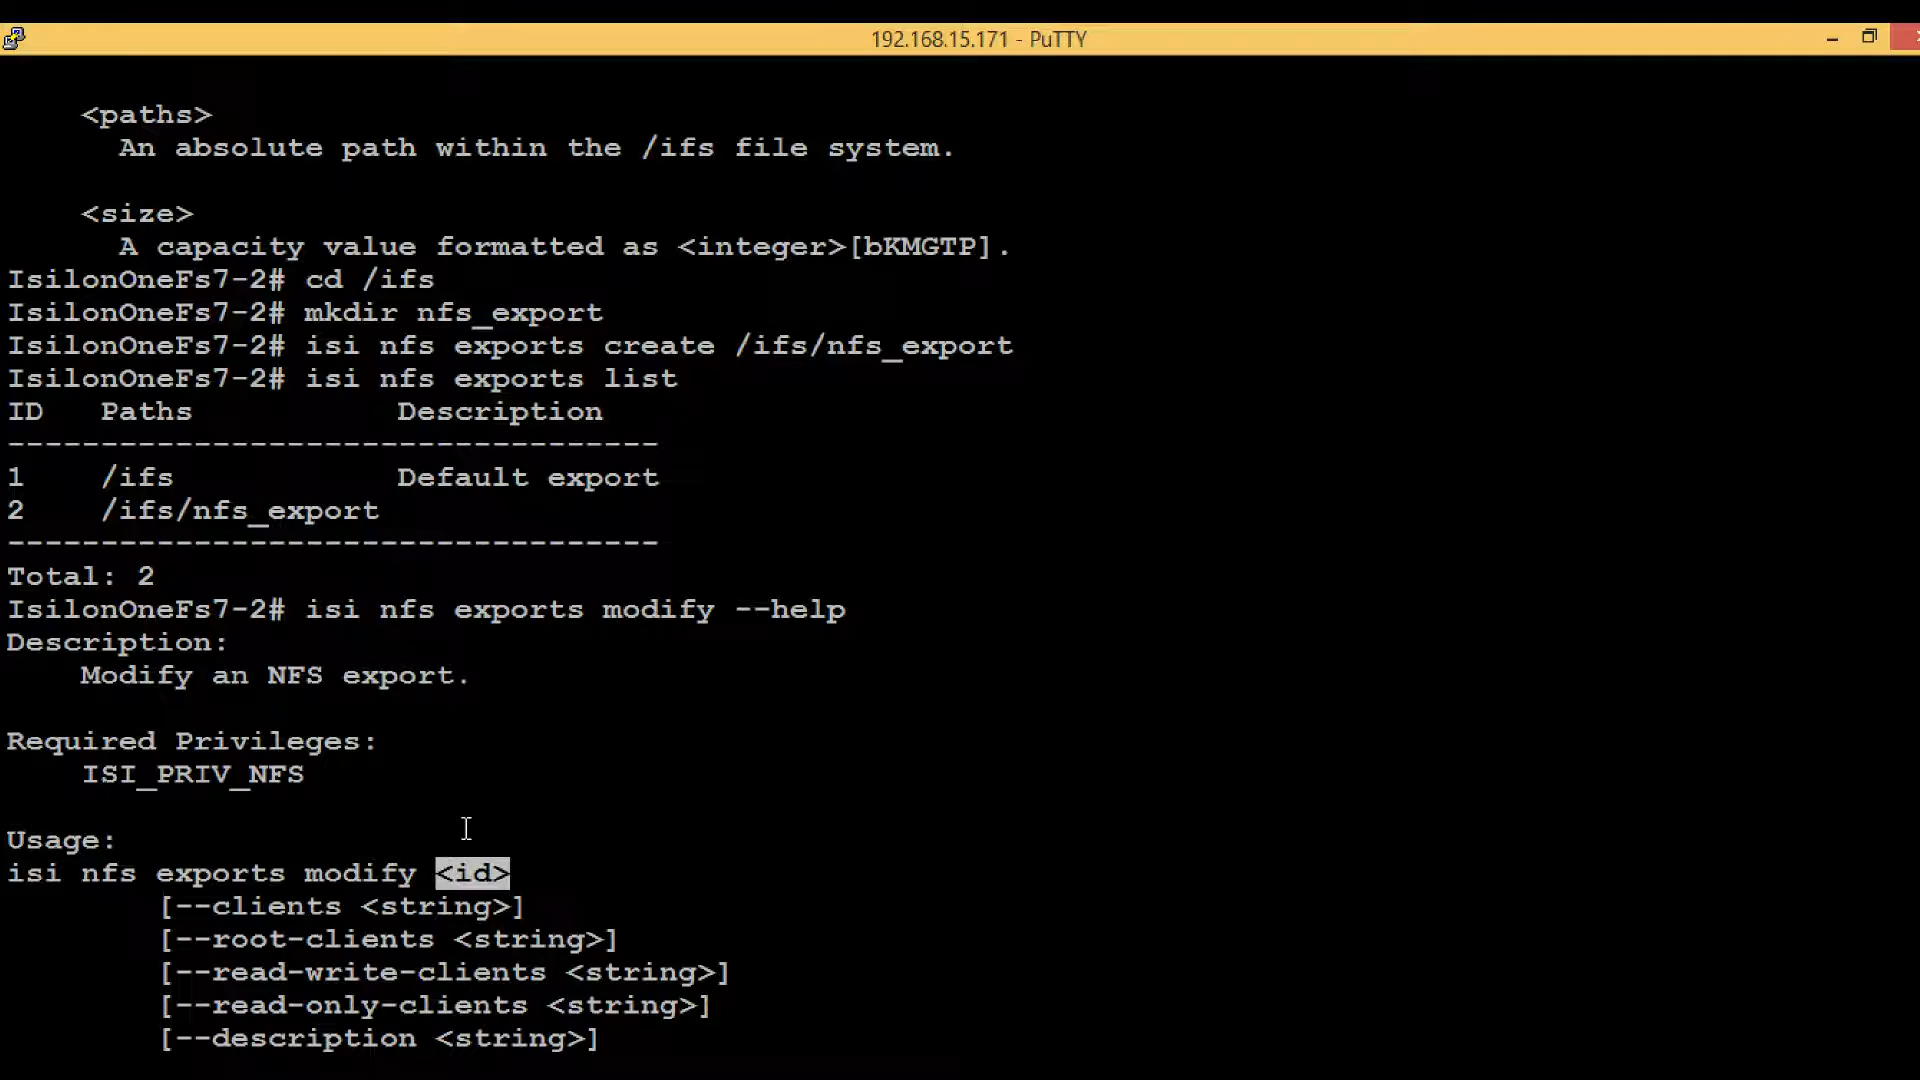 192.168.15.171 - PuTTY
<paths>
An absolute path within the /ifs file system.
<size>
A capacity value formatted as <integer>[bKMGTP].
IsilonOneFs7-2# cd /ifs
IsilonOneFs7-2# mkdir nfs_export
IsilonOneFs7-2# isi nfs exports create /ifs/nfs_export
IsilonOneFs7-2# isi nfs exports list
ID Paths Description
-----------------------------------
1 /ifs Default export
2 /ifs/nfs_export
-----------------------------------
Total: 2
IsilonOneFs7-2# isi nfs exports modify --help
Description:
Modify an NFS export.
Required Privileges:
ISI_PRIV_NFS
Usage:
isi nfs exports modify <id>
[--clients <string>]
[--root-clients <string>]
[--read-write-clients <string>]
[--read-only-clients <string>]
[--description <string>]